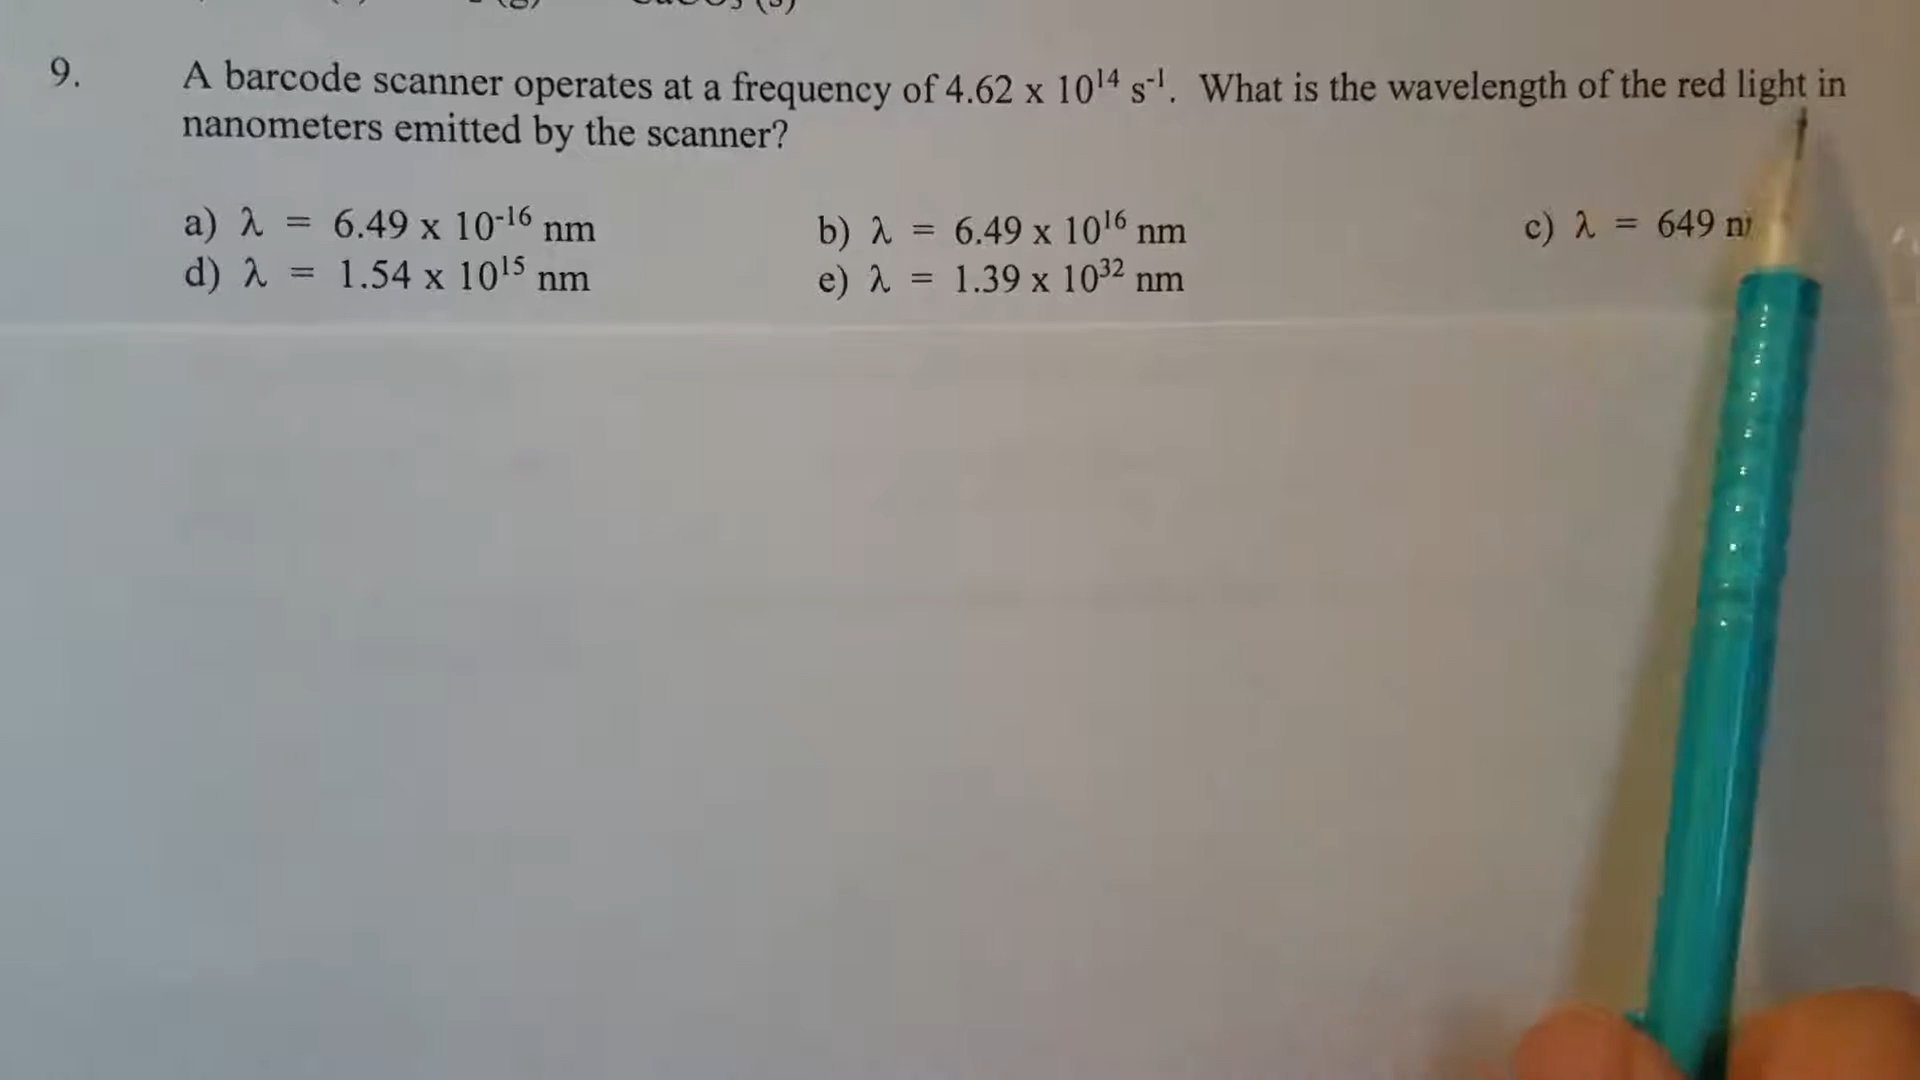 9. A barcode scanner operates at a frequency of 4.62 x 10¹⁴ s⁻¹. What is the wavelength of the red light in
nanometers emitted by the scanner?
a) λ = 6.49 x 10⁻¹⁶ nm b) λ = 6.49 x 10¹⁶ nm c) λ = 649
d) λ = 1.54 x 10¹⁵ nm e) λ = 1.39 x 10³² nm